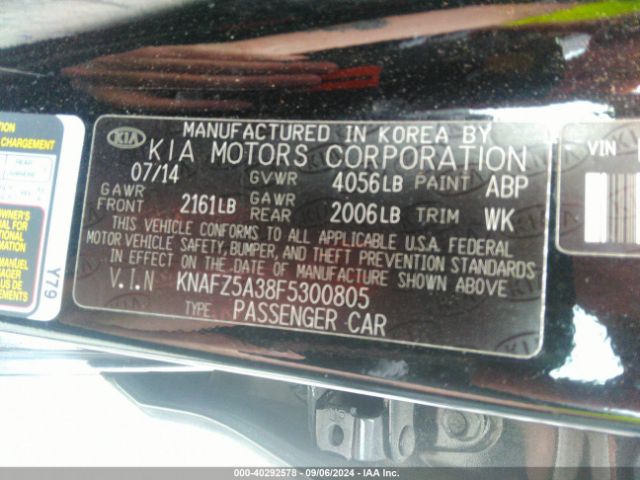 KIA
MANUFACTURED IN KOREA BY
KIA MOTORS CORPORATION
07/14 GVWR 4056LB PAINT ABP
GAWR FRONT 2161LB GAWR REAR 2006LB TRIM WK
THIS VEHICLE CONFORMS TO ALL APPLICABLE U.S.A. FEDERAL
MOTOR VEHICLE SAFETY, BUMPER, AND THEFT PREVENTION STANDARDS
IN EFFECT ON THE DATE OF MANUFACTURE SHOWN ABOVE
V.I.N KNAFZ5A38F5300805
TYPE: PASSENGER CAR
CHARGEMENT
Y79
VIN
000-40292578 - 09/06/2024 - IAA Inc.